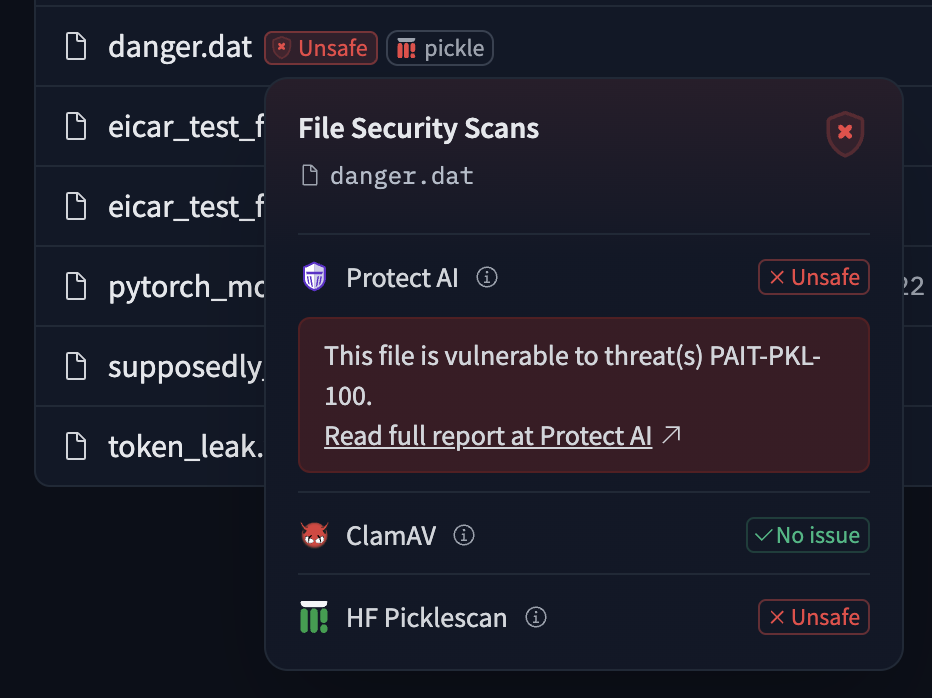 danger.dat Unsafe pickle
File Security Scans
danger.dat
eicar_test_f
eicar_test_f
Protect AI Unsafe
pytorch_mo
22
This file is vulnerable to threat(s) PAIT-PKL-
100.
Read full report at Protect AI
supposedly_
token_leak.
ClamAV No issue
HF Picklescan Unsafe